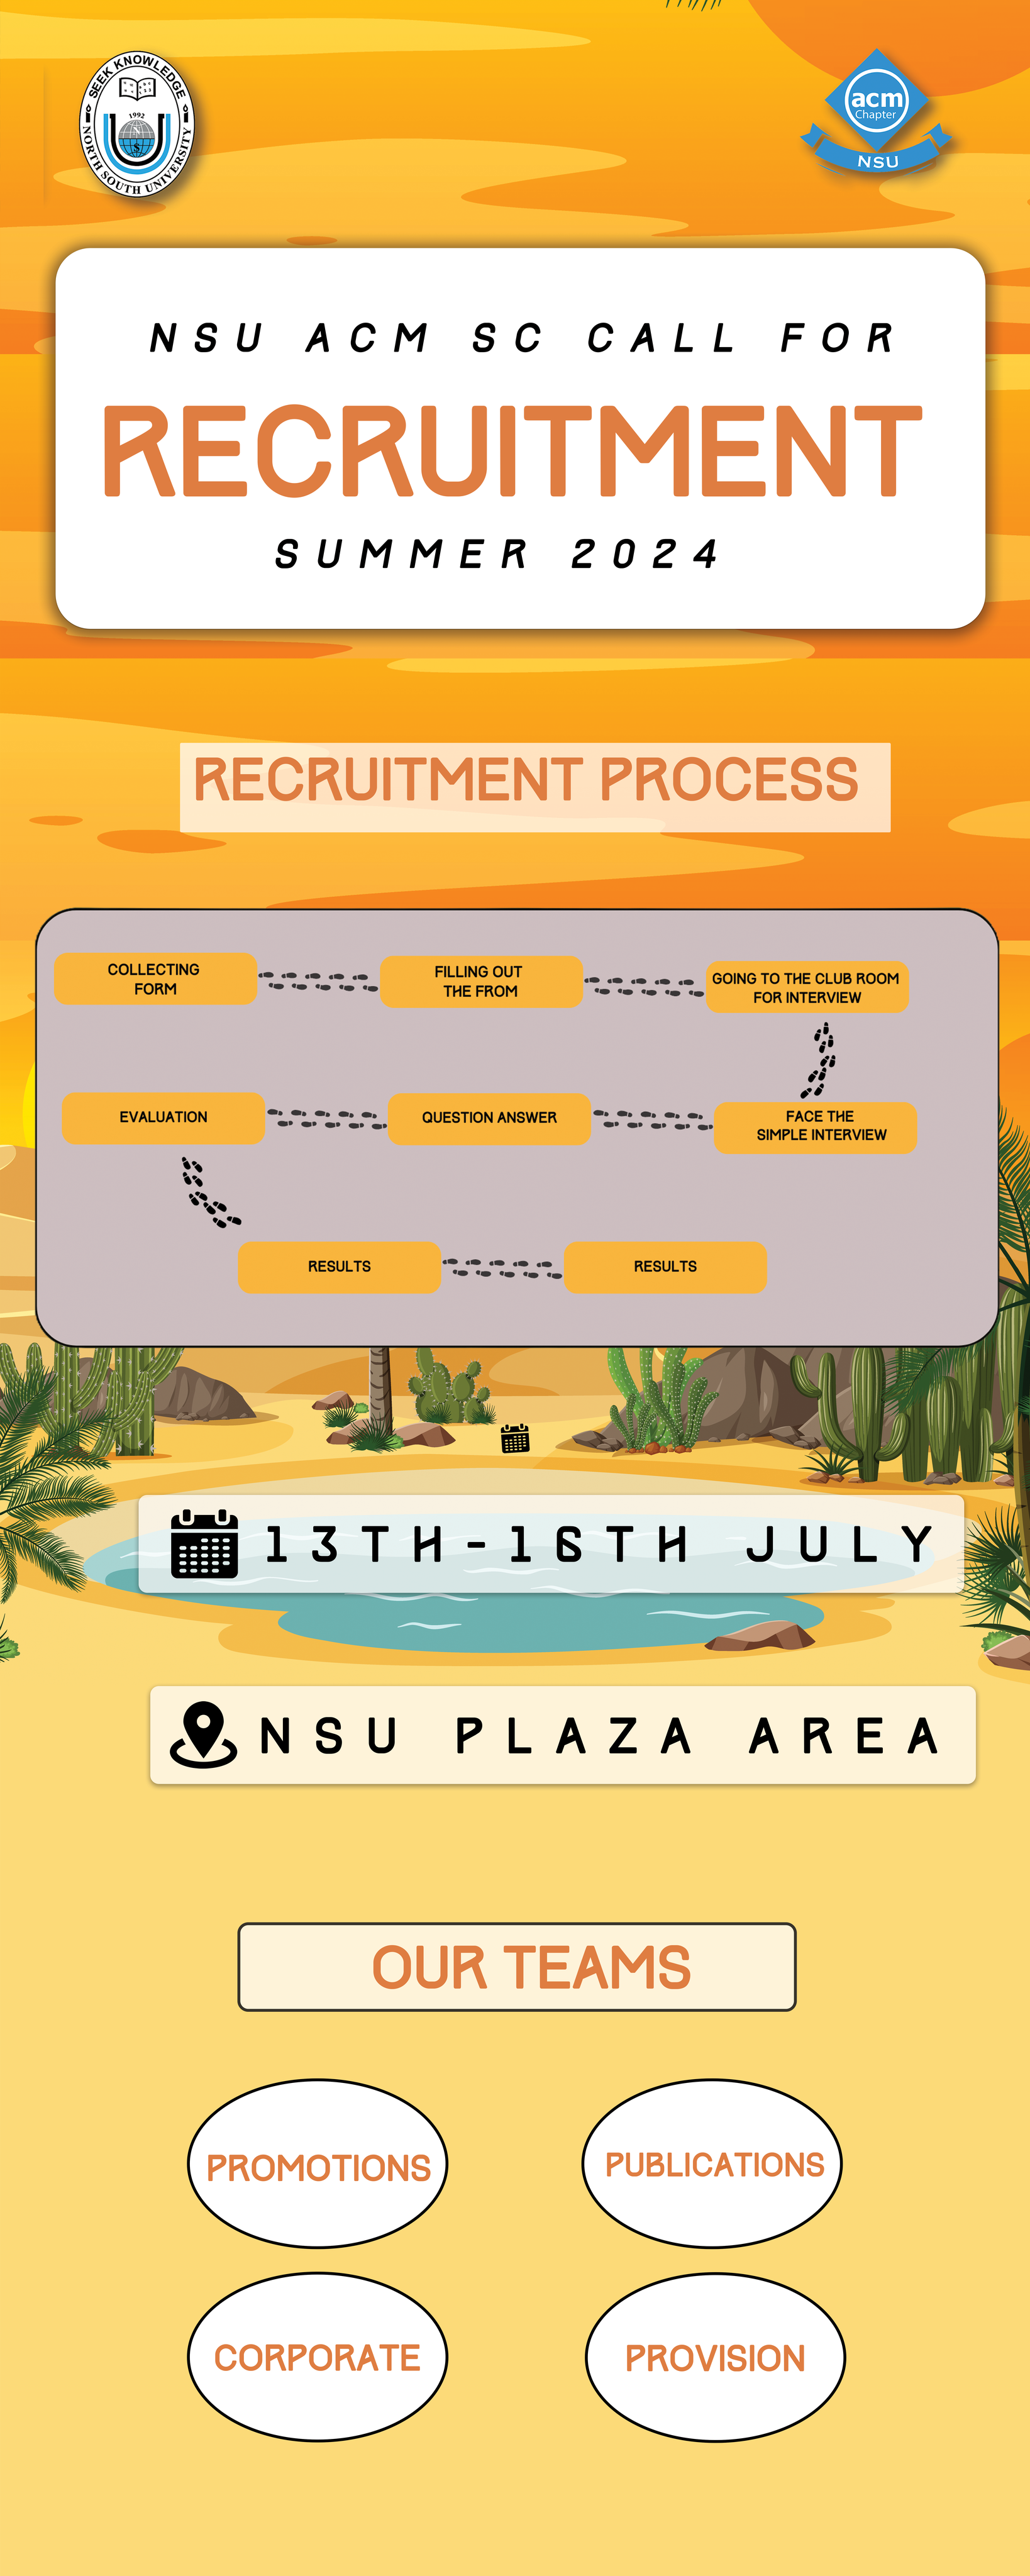 SEEK KNOWLEDGE
1992
N
S
NORTH SOUTH UNIVERSITY
acm
Chapter
NSU
NSU ACM SC CALL FOR
RECRUITMENT
SUMMER 2024
RECRUITMENT PROCESS
COLLECTING
FORM
FILLING OUT
THE FROM
GOING TO THE CLUB ROOM
FOR INTERVIEW
FACE THE
SIMPLE INTERVIEW
QUESTION ANSWER
EVALUATION
RESULTS
RESULTS
13TH-16TH JULY
NSU PLAZA AREA
OUR TEAMS
PROMOTIONS
PUBLICATIONS
CORPORATE
PROVISION